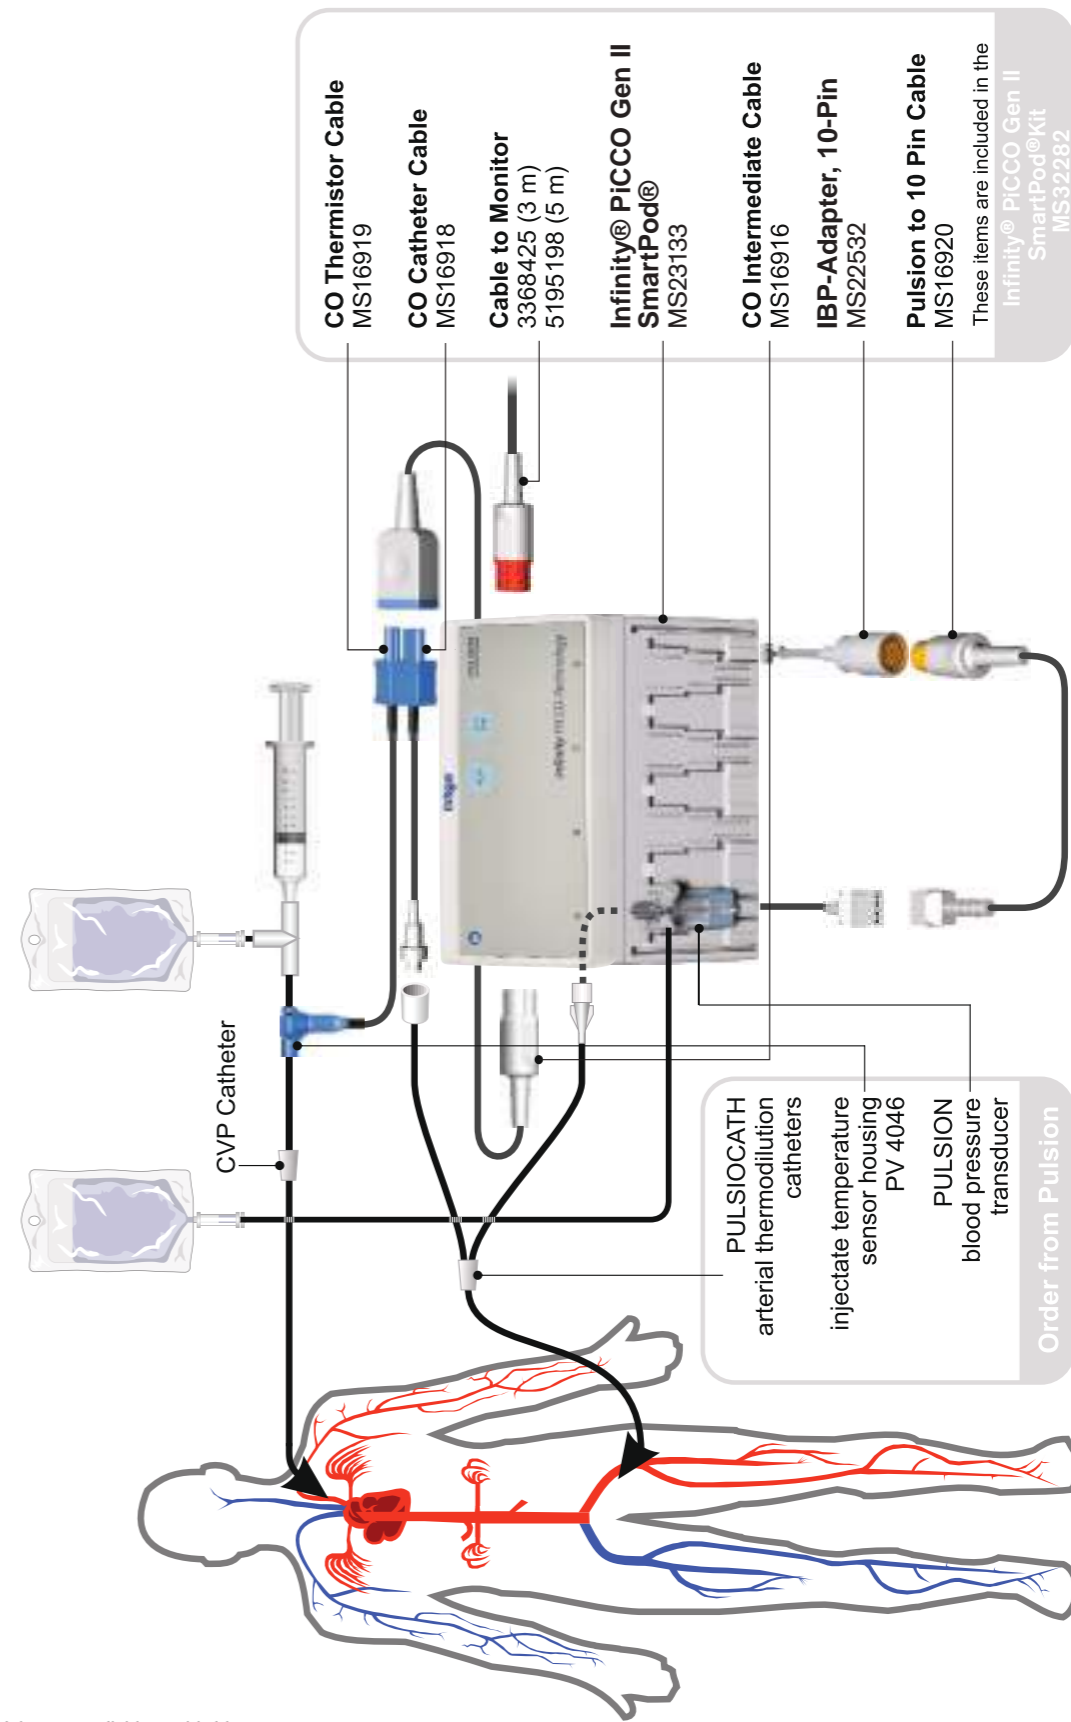 CO Thermistor Cable
MS16919
CO Catheter Cable
MS16918
Cable to Monitor
3368425 (3 m)
5195198 (5 m)
Infinity® PiCCO Gen II
SmartPod®
MS23133
CO Intermediate Cable
MS16916
IBP-Adapter, 10-Pin
MS22532
Pulsion to 10 Pin Cable
MS16920
These items are included in the
Infinity® PiCCO Gen II
SmartPod®Kit
MS32282
CVP Catheter
PULSIOCATH
arterial thermodilution
catheters
injectate temperature
sensor housing
PV 4046
PULSION
blood pressure
transducer
Order from Pulsion